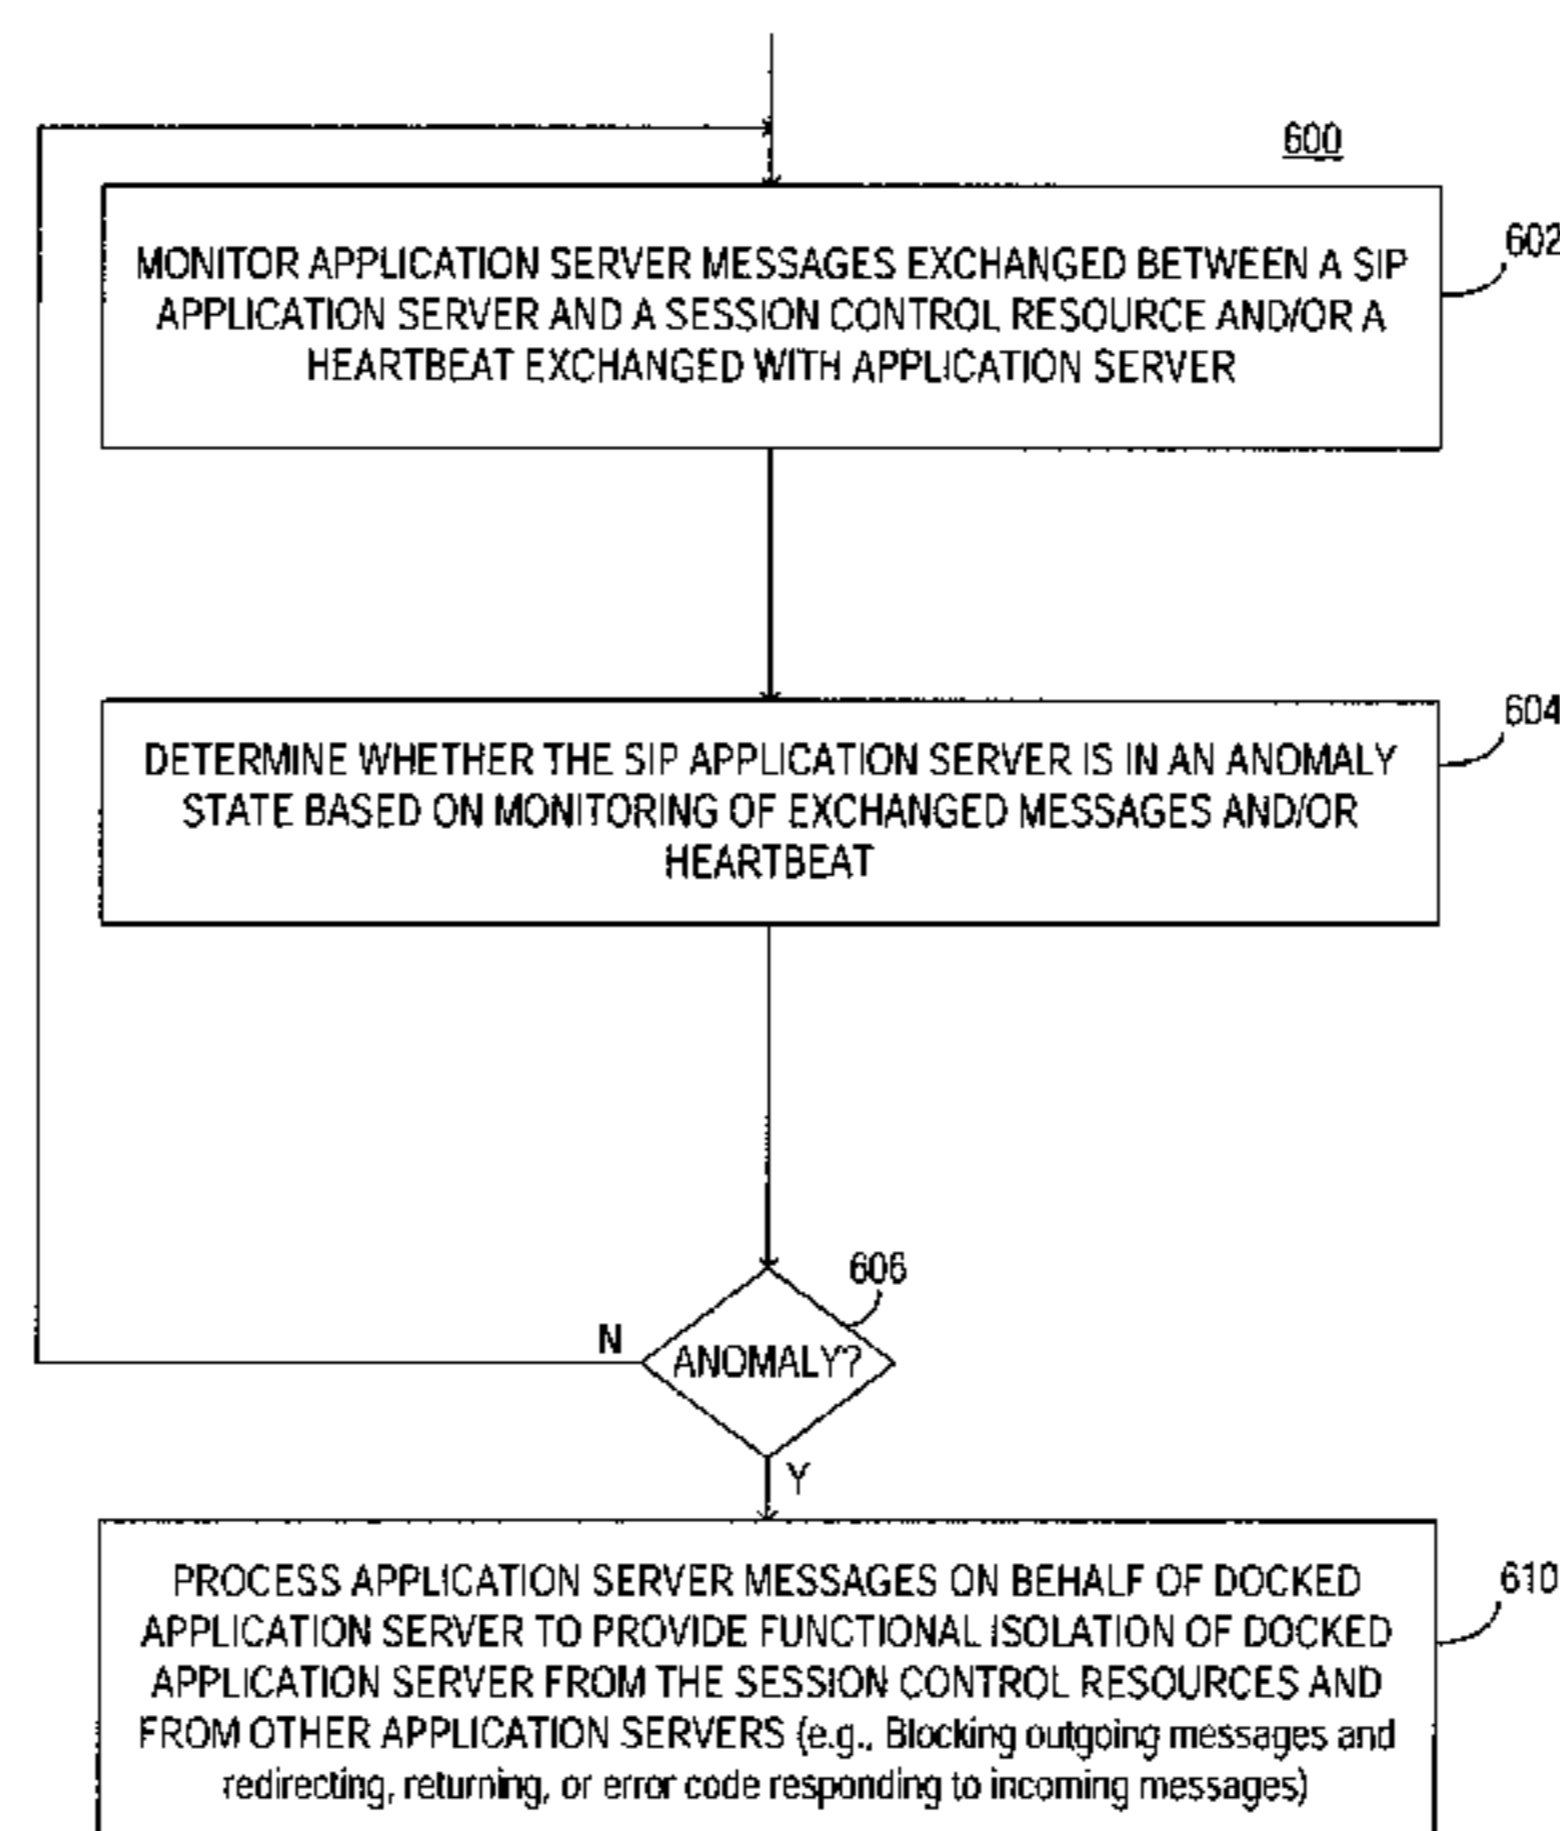 600
602
MONITOR APPLICATION SERVER MESSAGES EXCHANGED BETWEEN A SIP
APPLICATION SERVER AND A SESSION CONTROL RESOURCE AND/OR A
HEARTBEAT EXCHANGED WITH APPLICATION SERVER
604
DETERMINE WHETHER THE SIP APPLICATION SERVER IS IN AN ANOMALY
STATE BASED ON MONITORING OF EXCHANGED MESSAGES AND/OR
HEARTBEAT
606
N
ANOMALY?
Y
610
PROCESS APPLICATION SERVER MESSAGES ON BEHALF OF DOCKED
APPLICATION SERVER TO PROVIDE FUNCTIONAL ISOLATION OF DOCKED
APPLICATION SERVER FROM THE SESSION CONTROL RESOURCES AND
FROM OTHER APPLICATION SERVERS (e.g., Blocking outgoing messages and
redirecting, returning, or error code responding to incoming messages)